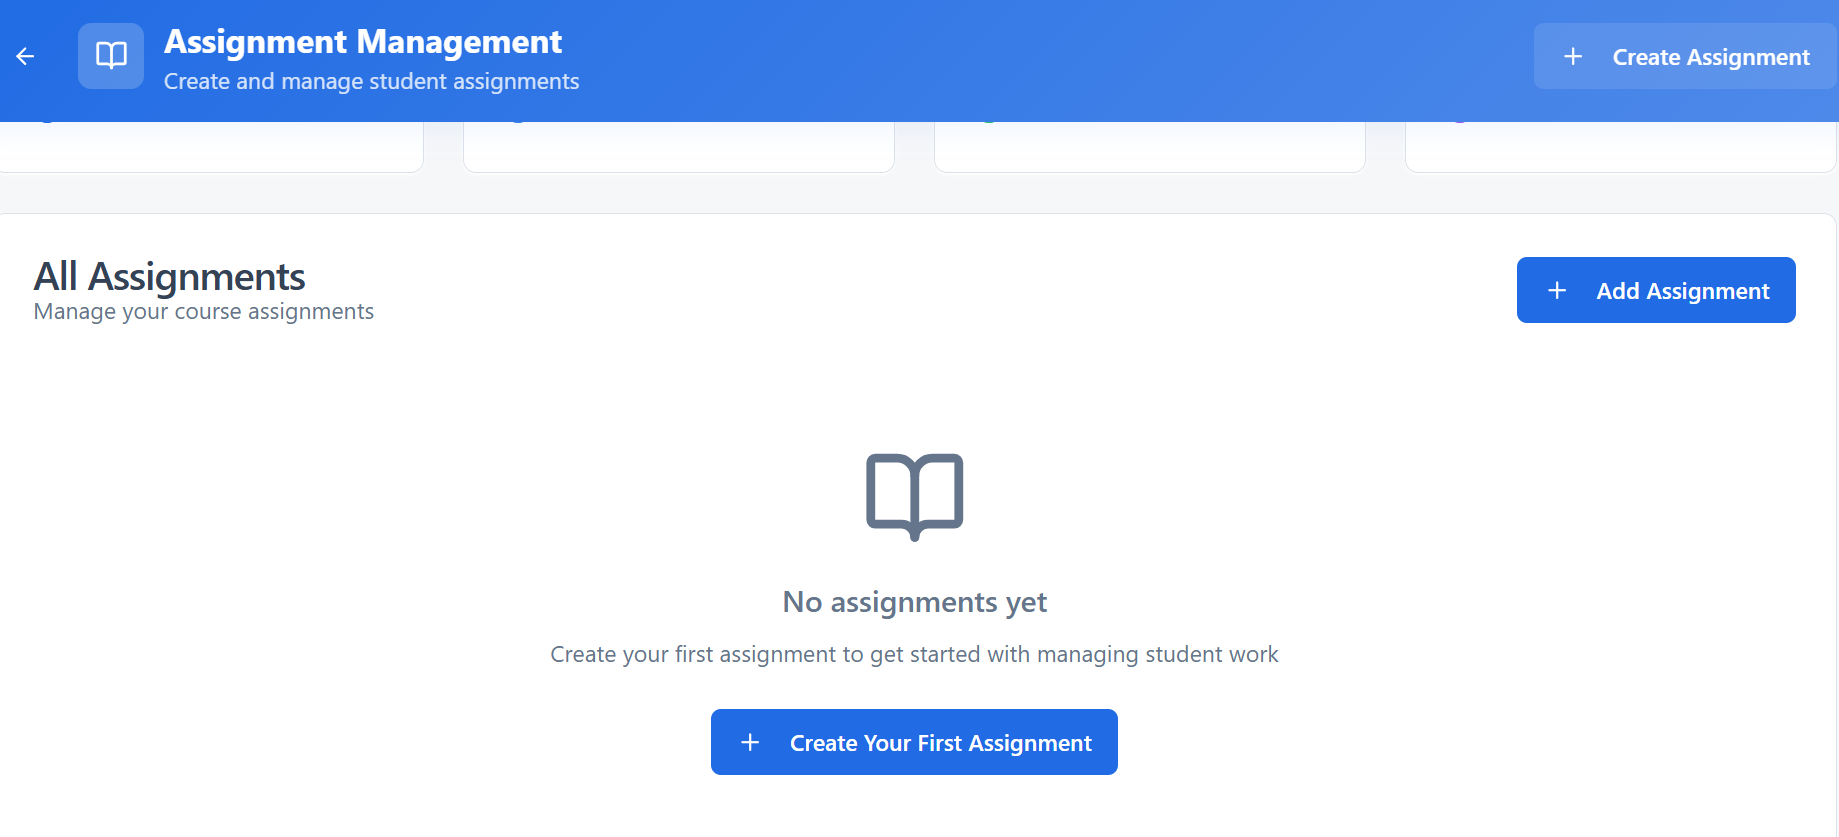 Assignment Management
Create and manage student assignments
Create Assignment
All Assignments
Manage your course assignments
Add Assignment
No assignments yet
Create your first assignment to get started with managing student work
Create Your First Assignment